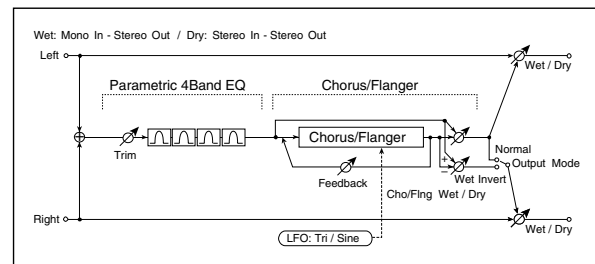 Wet: Mono In - Stereo Out / Dry: Stereo In - Stereo Out
Left
Wet / Dry
Parametric 4Band EQ
Chorus/Flanger
Chorus/Flanger
Trim
Feedback
+
–
Wet Invert
Normal
Output Mode
Cho/Flng Wet / Dry
Right
LFO: Tri / Sine
Wet / Dry